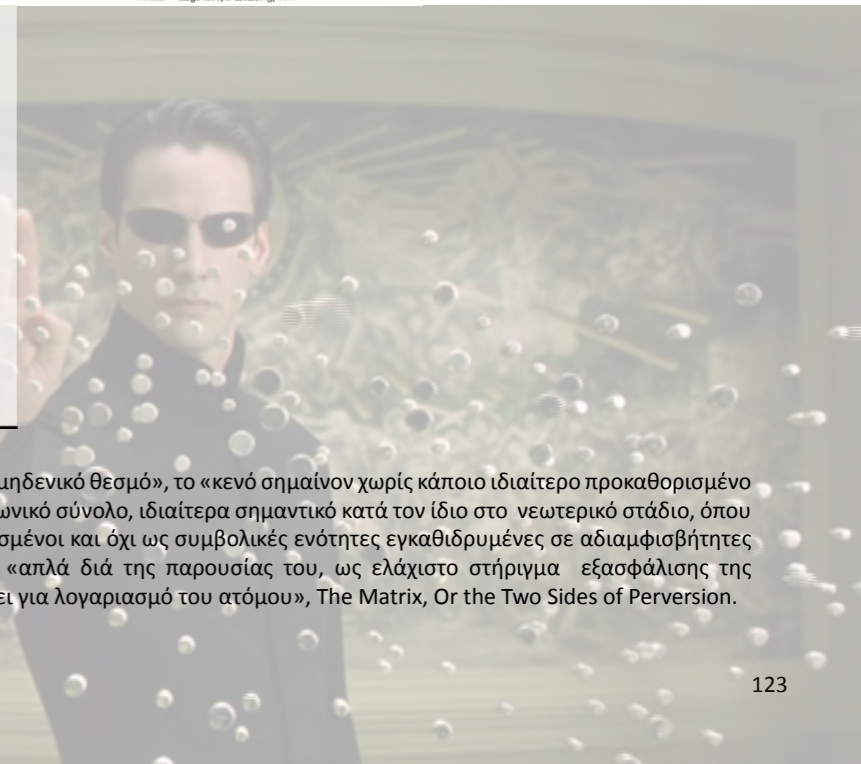 μηδενικό θεσμό», το «κενό σημαίνον χωρίς κάποιο ιδιαίτερο προκαθορισμένο
ωνικό σύνολο, ιδιαίτερα σημαντικό κατά τον ίδιο στο νεωτερικό στάδιο, όπου
σμένοι και όχι ως συμβολικές ενότητες εγκαθιδρυμένες σε αδιαμφισβήτητες
«απλά διά της παρουσίας του, ως ελάχιστο στήριγμα εξασφάλισης της
ει για λογαριασμό του ατόμου», The Matrix, Or the Two Sides of Perversion.
123